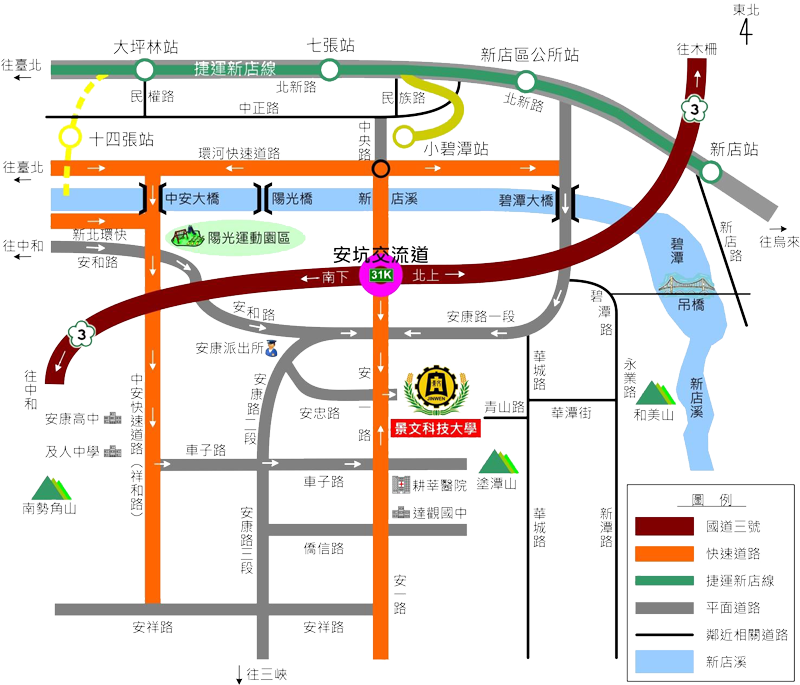 東北
4
往木柵
大坪林站
七張站
新店區公所站
往臺北
捷運新店線
3
民權路
北新路
民族路
北新路
中正路
十四張站
中央路
小碧潭站
新店站
環河快速道路
往臺北
中安大橋
陽光橋
新店溪
碧潭大橋
新店路
往烏來
陽光運動園區
新北環快
往中和
安和路
安坑交流道
碧潭
31K
南下
北上
吊橋
碧潭路
安和路
安康路一段
3
安康派出所
往中和
中安快速道路（祥和路）
安康路二段
安一路
JINWEN
景文科技大學
華城路
永業路
新店溪
安康高中
安忠路
青山路
華潭街
和美山
及人中學
車子路
車子路
耕莘醫院
塗潭山
南勢角山
達觀國中
安康路三段
僑信路
華城路
新潭路
安一路
安祥路
安祥路
往三峽
圖例
國道三號
快速道路
捷運新店線
平面道路
鄰近相關道路
新店溪